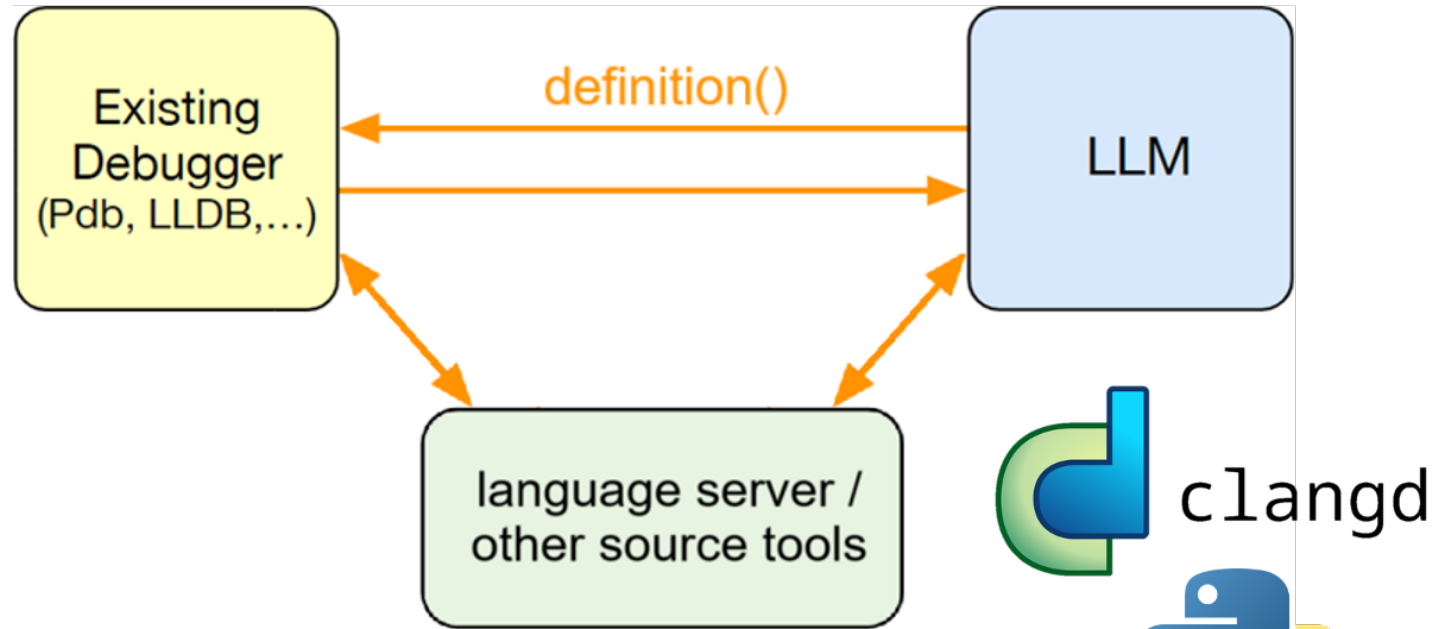 Existing
Debugger
(Pdb, LLDB,...)
definition()
LLM
language server /
other source tools
clangd